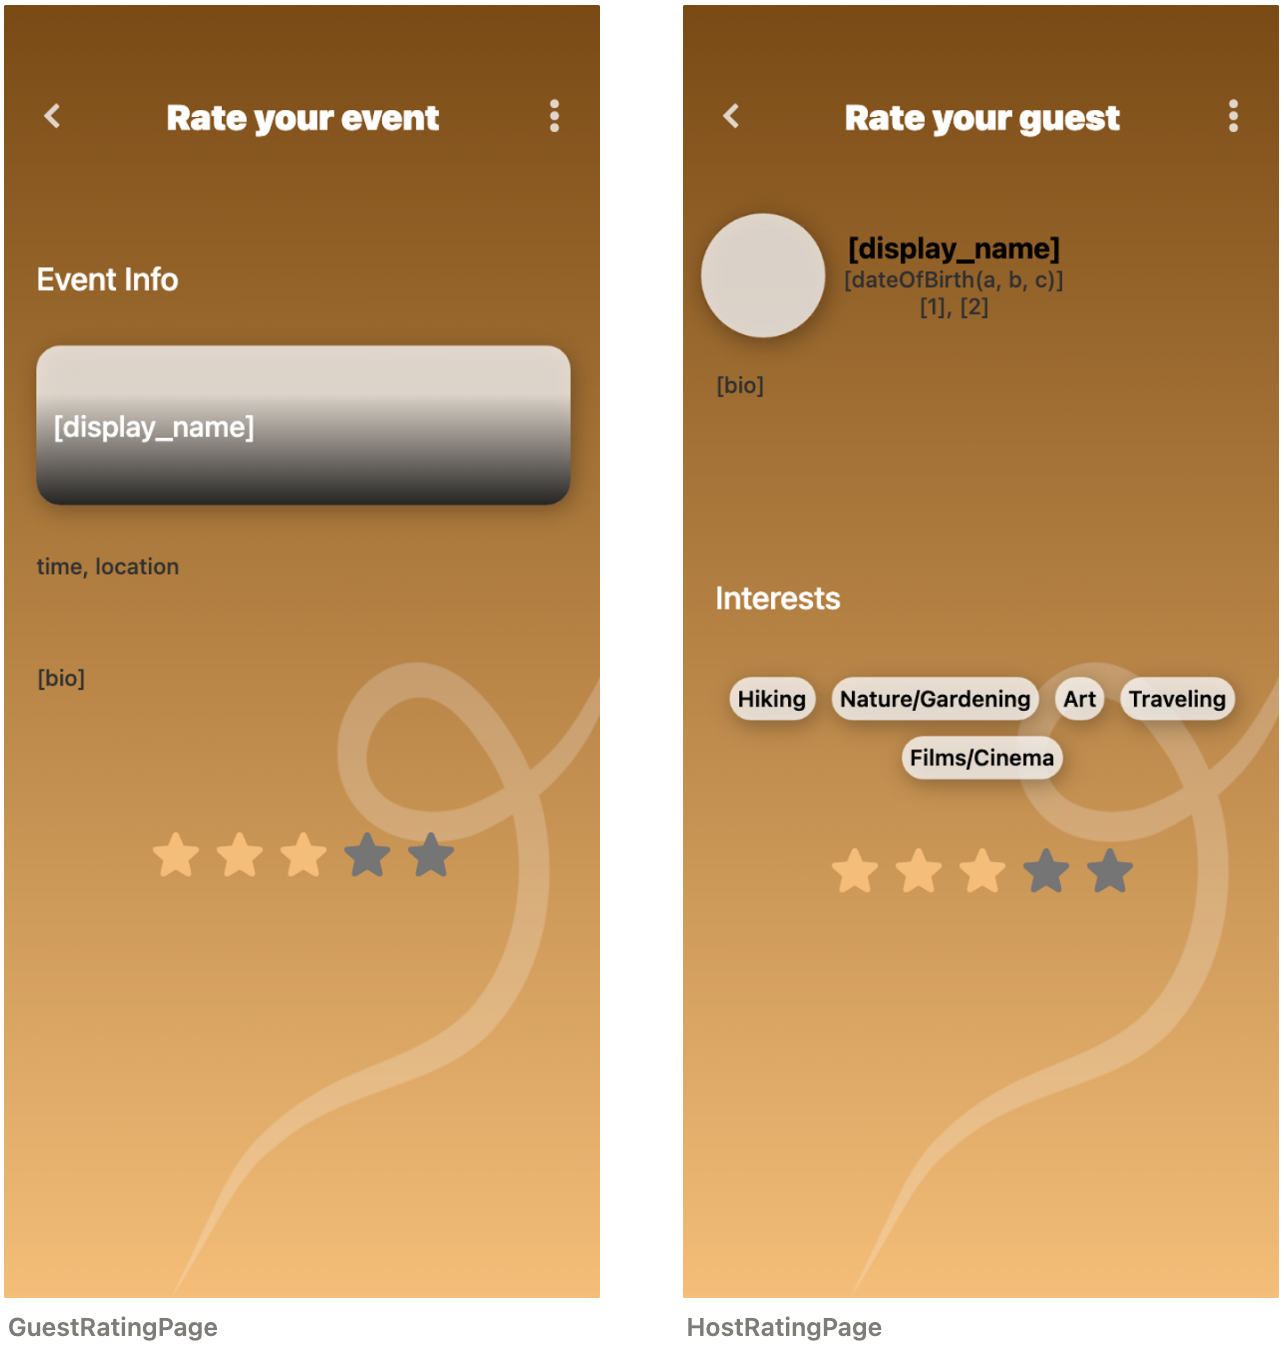 Rate your event
Event Info
[display_name]
time, location
[bio]
GuestRatingPage
Rate your guest
[display_name]
[dateOfBirth(a, b, c)]
[1], [2]
[bio]
Interests
Hiking Nature/Gardening Art Traveling
Films/Cinema
HostRatingPage